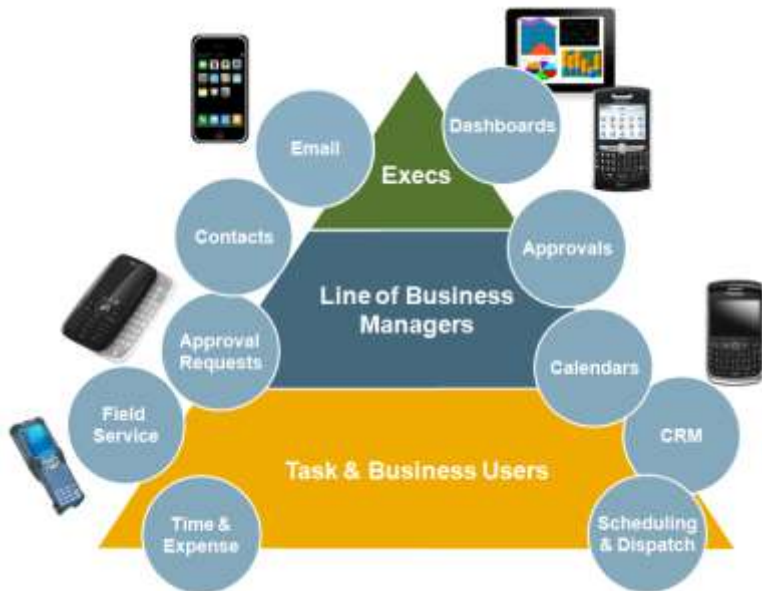 Dashboards
Email
Execs
Contacts
Approvals
Line of Business
Managers
Approval
Requests
Calendars
Field
Service
CRM
Task & Business Users
Time &
Expense
Scheduling
& Dispatch